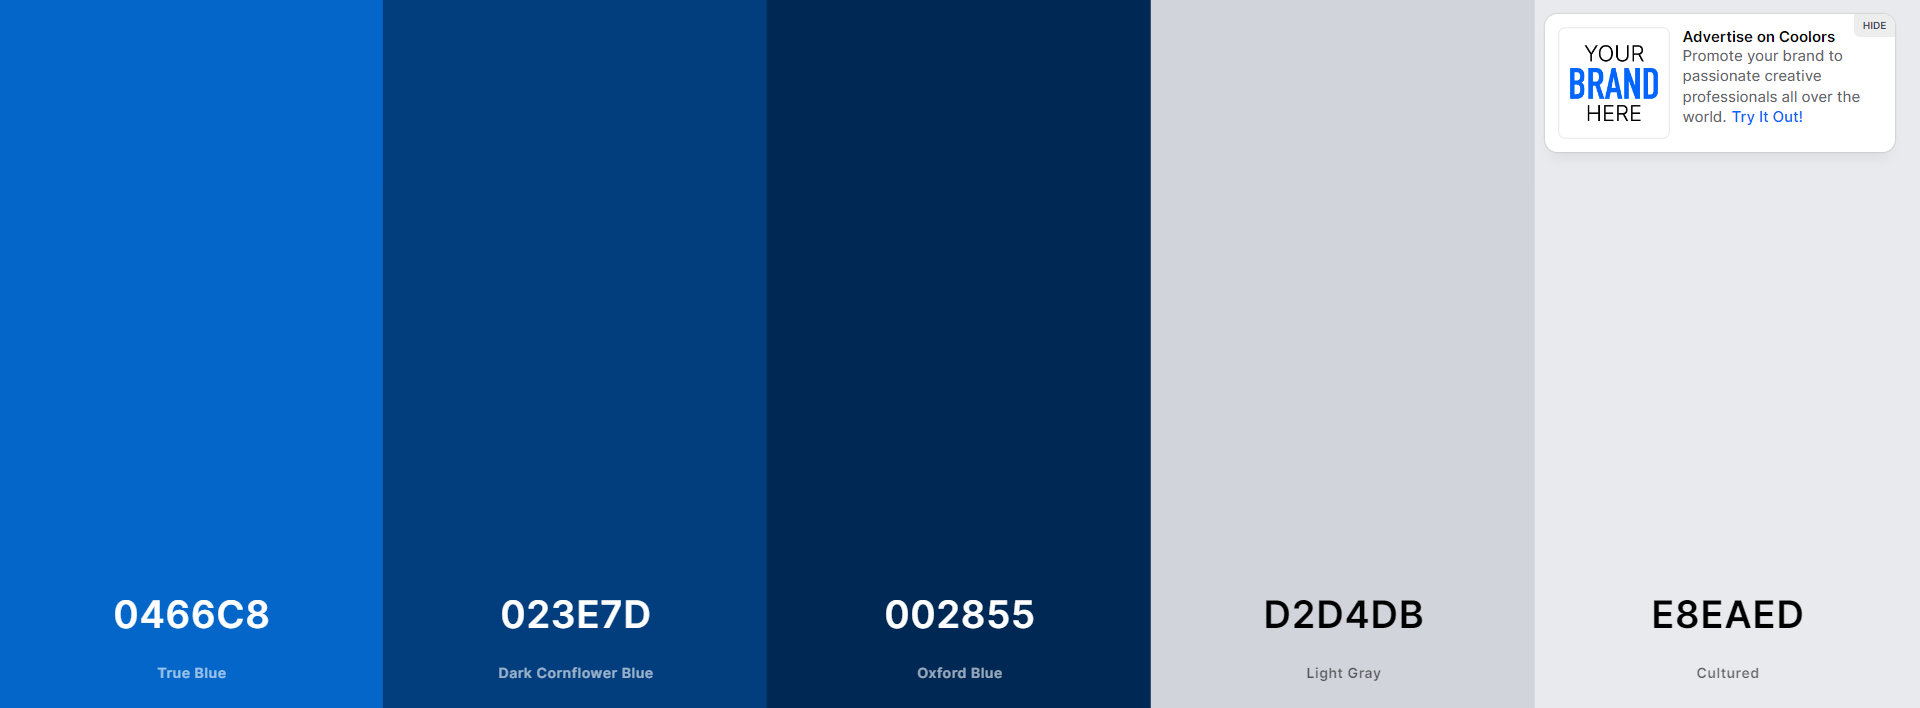 0466C8
True Blue
023E7D
Dark Cornflower Blue
002855
Oxford Blue
D2D4DB
Light Gray
E8EAED
Cultured
YOUR
BRAND
HERE
Advertise on Coolors
Promote your brand to
passionate creative
professionals all over the
world. Try It Out!
HIDE